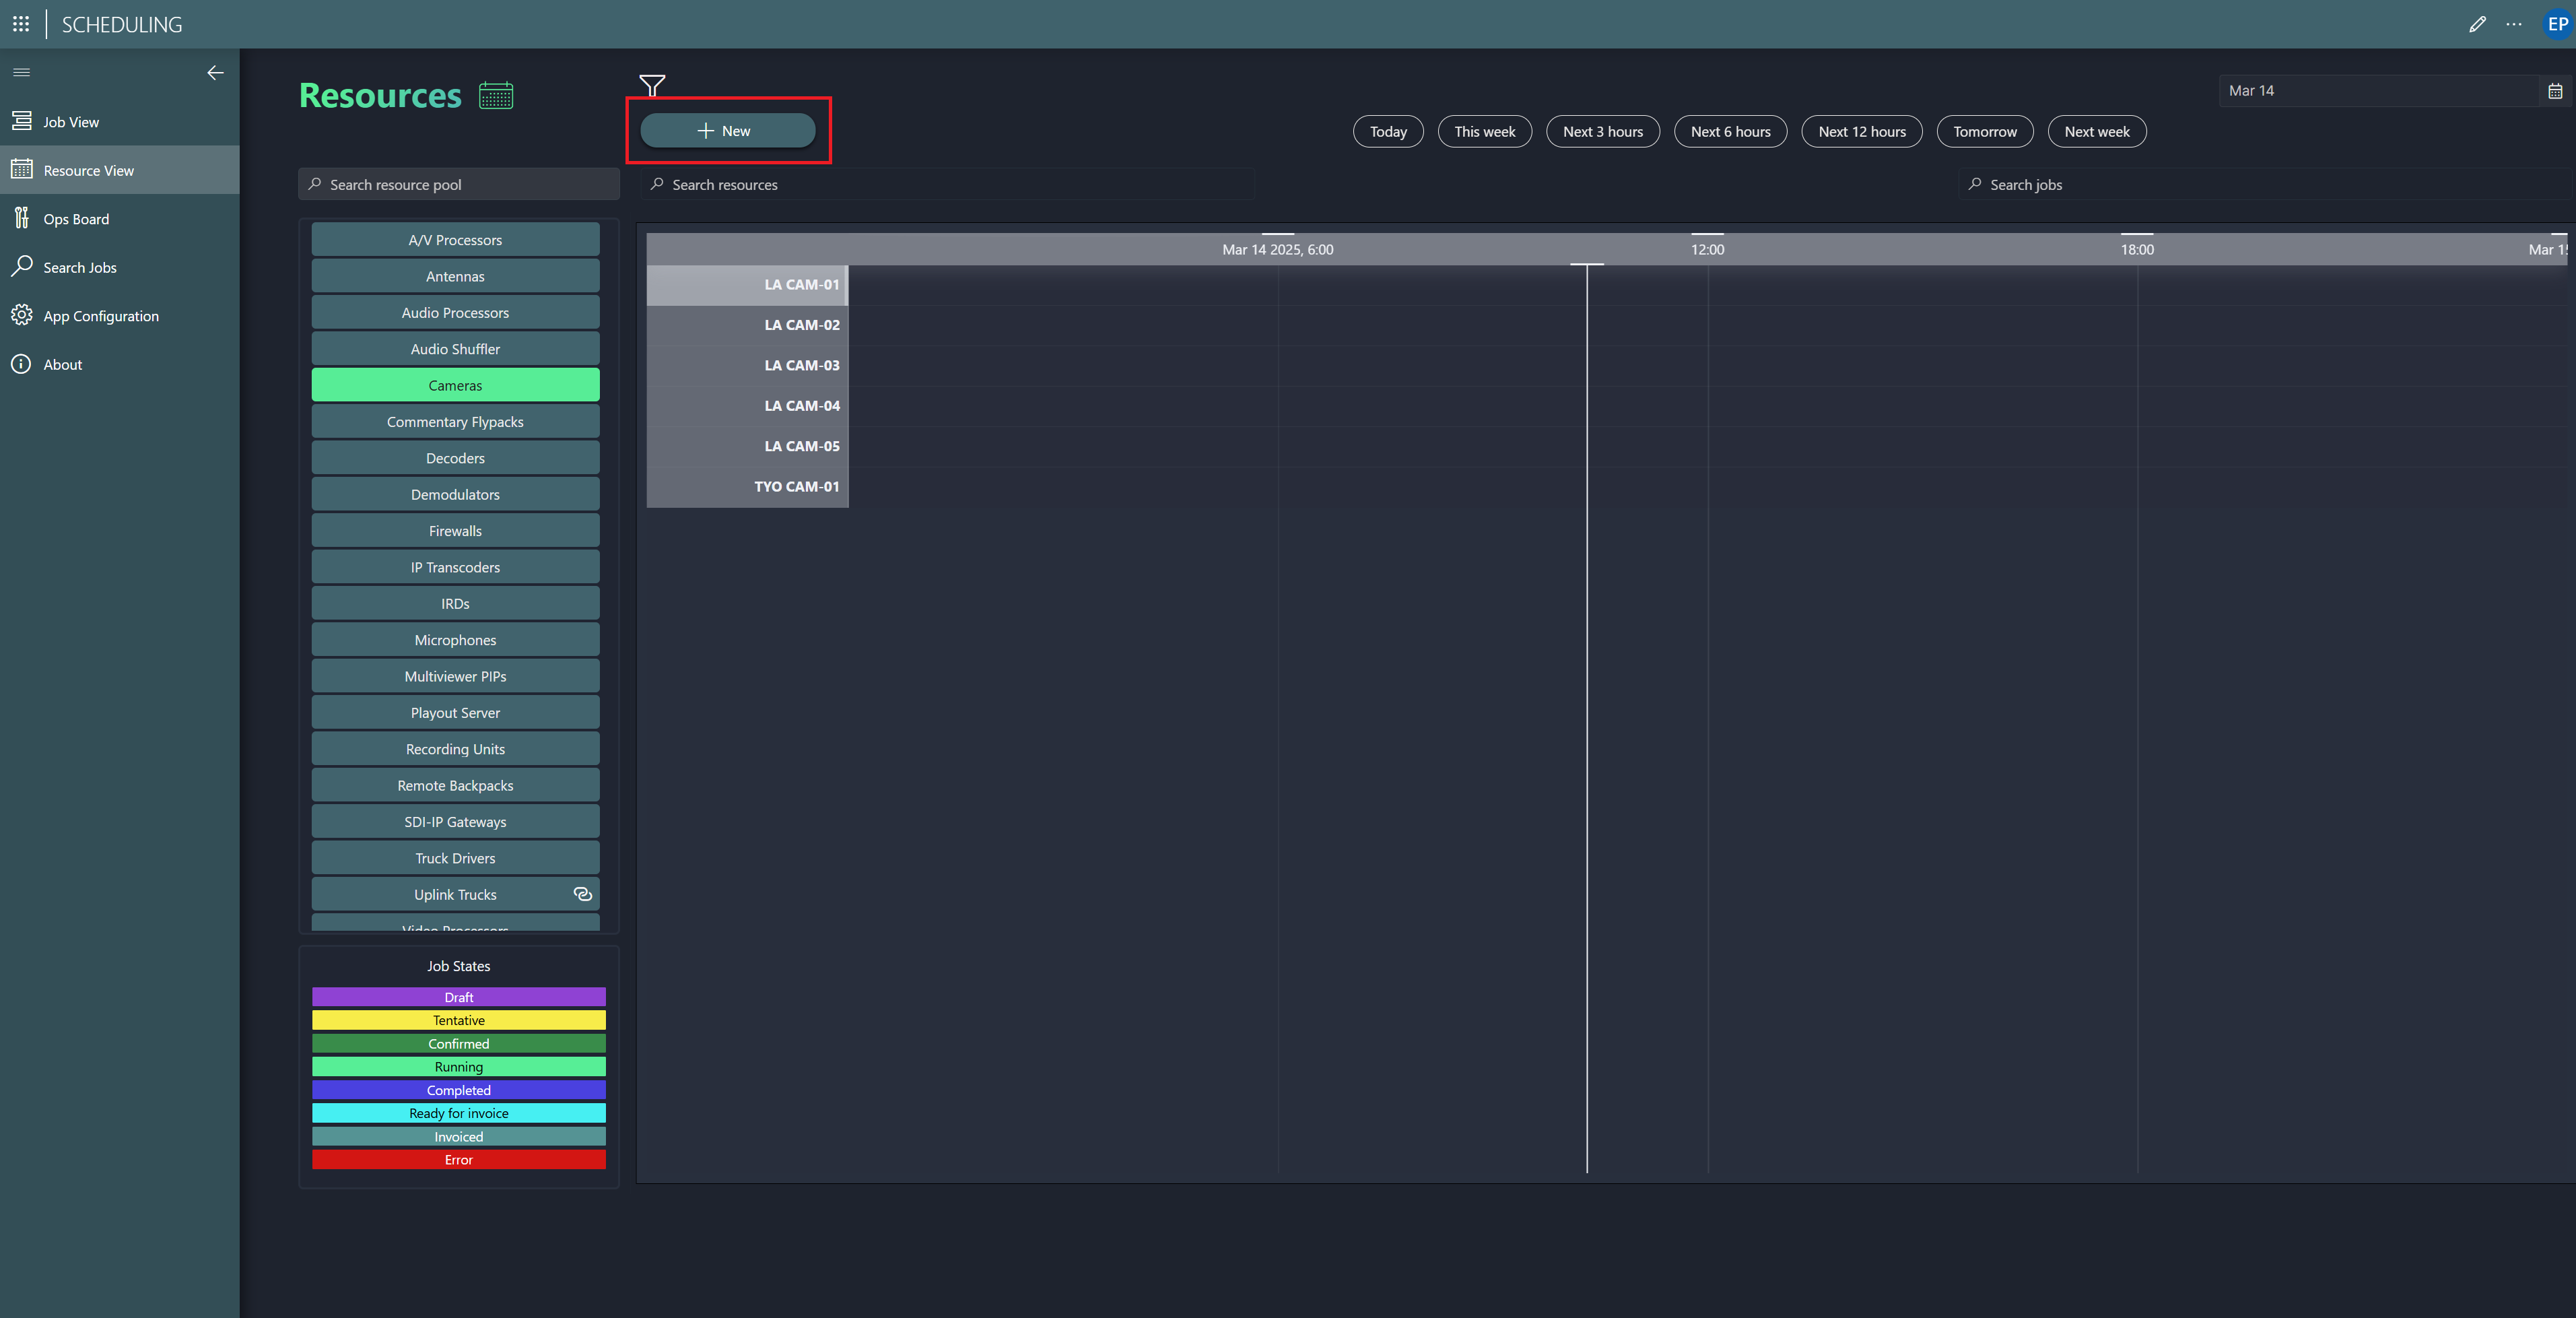 SCHEDULING
EP
Job View
Resource View
Ops Board
Search Jobs
App Configuration
About
Resources
New
Mar 14
Today
This week
Next 3 hours
Next 6 hours
Next 12 hours
Tomorrow
Next week
Search resource pool
Search resources
Search jobs
A/V Processors
Antennas
Audio Processors
Audio Shuffler
Cameras
Commentary Flypacks
Decoders
Demodulators
Firewalls
IP Transcoders
IRDs
Microphones
Multiviewer PIPs
Playout Server
Recording Units
Remote Backpacks
SDI-IP Gateways
Truck Drivers
Uplink Trucks
Video Processors
Job States
Draft
Tentative
Confirmed
Running
Completed
Ready for invoice
Invoiced
Error
Mar 14 2025, 6:00
12:00
18:00
Mar 15
LA CAM-01
LA CAM-02
LA CAM-03
LA CAM-04
LA CAM-05
TYO CAM-01